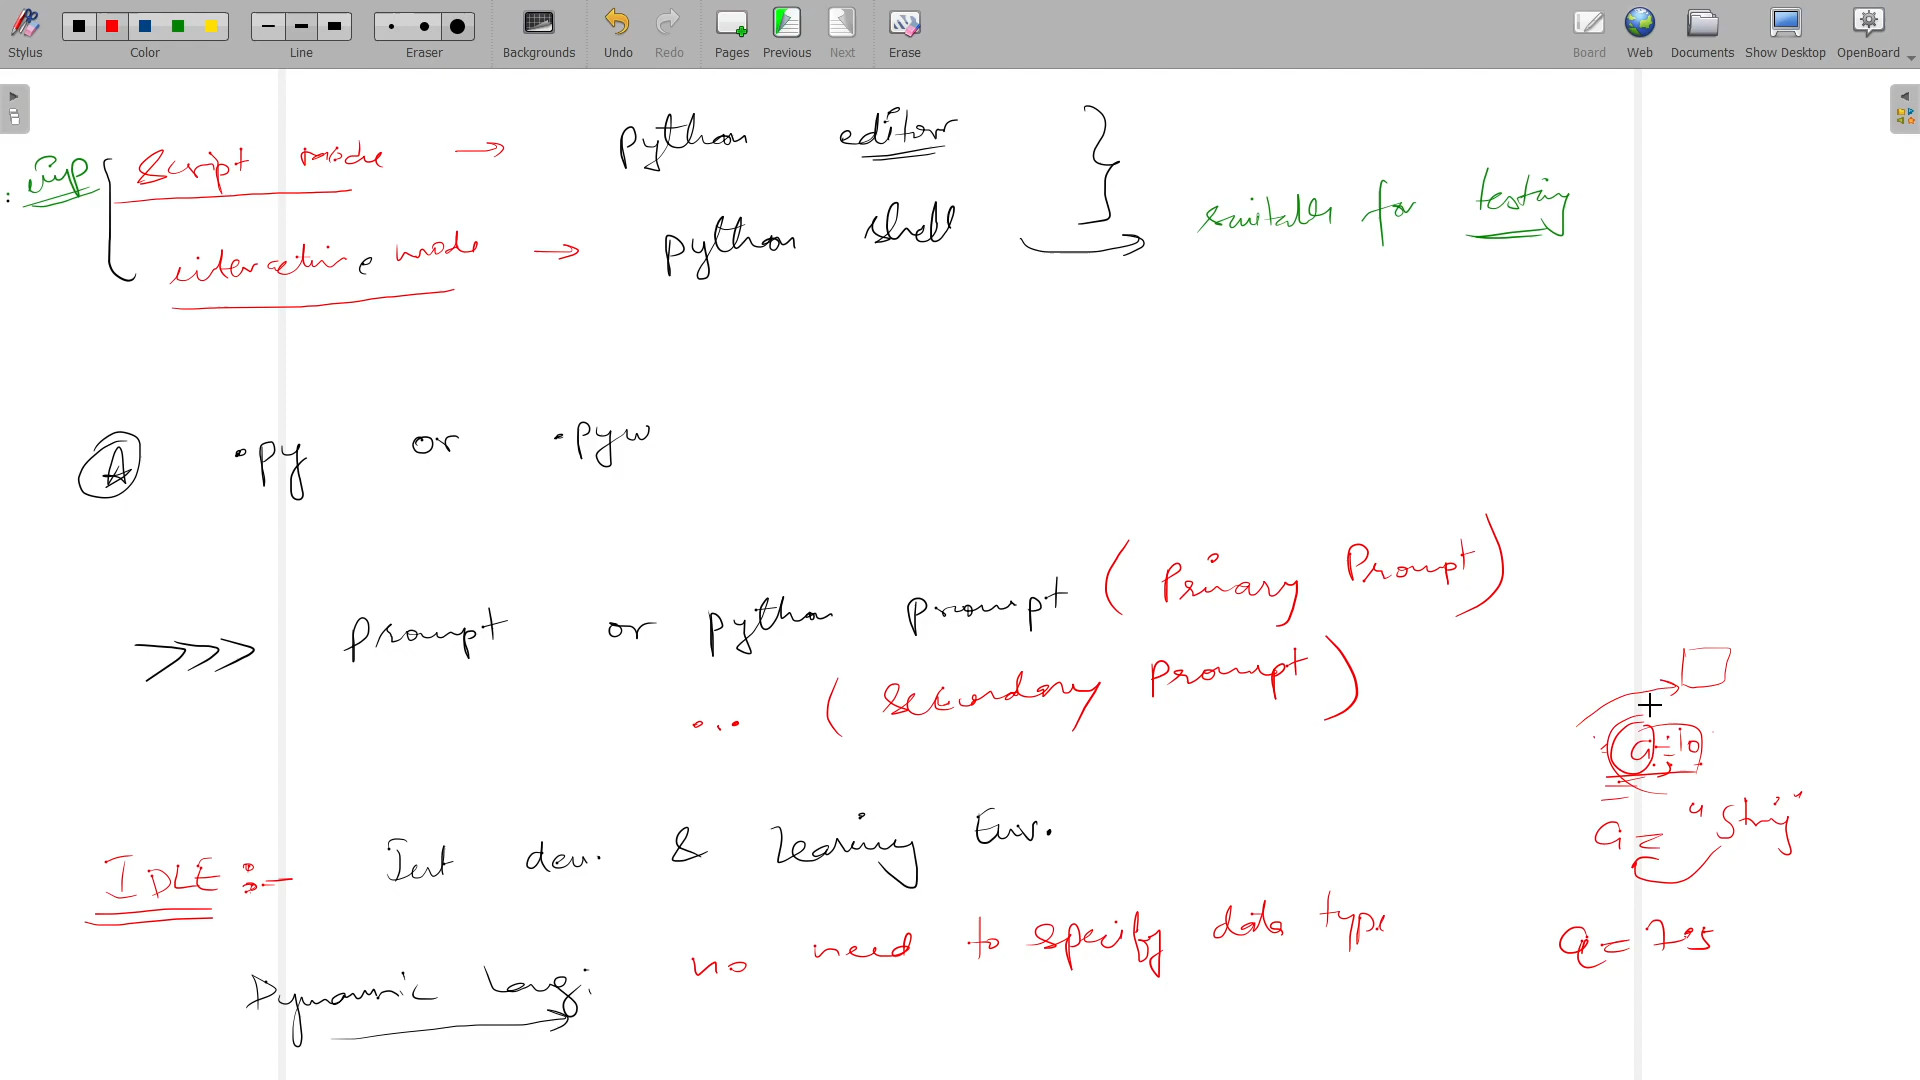 Stylus Color Line Eraser Backgrounds Undo Redo Pages Previous Next Erase Board Web Documents Show Desktop OpenBoard
imp Script mode → Python editor
interactive mode → python shell → suitable for testing
.py or .pyw
>>> Prompt or python prompt (Primary Prompt)
... (Secondary Prompt)
a = 10
a = "String"
IDLE :- Int dev. & Learning Env.
a = 7.5
Dynamic Lang: no need to specify data type